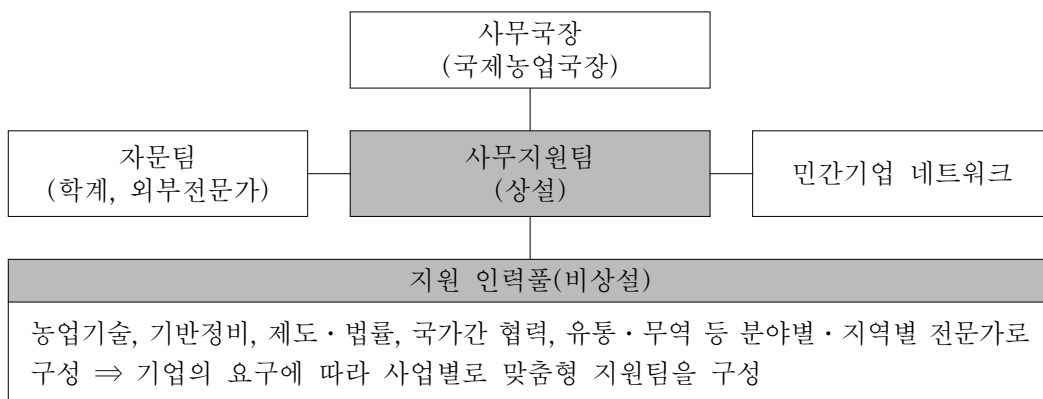 사무국장
(국제농업국장)
자문팀
(학계, 외부전문가)
사무지원팀
(상설)
민간기업 네트워크
지원 인력풀(비상설)
농업기술, 기반정비, 제도・법률, 국가간 협력, 유통・무역 등 분야별・지역별 전문가로
구성 ⇒ 기업의 요구에 따라 사업별로 맞춤형 지원팀을 구성